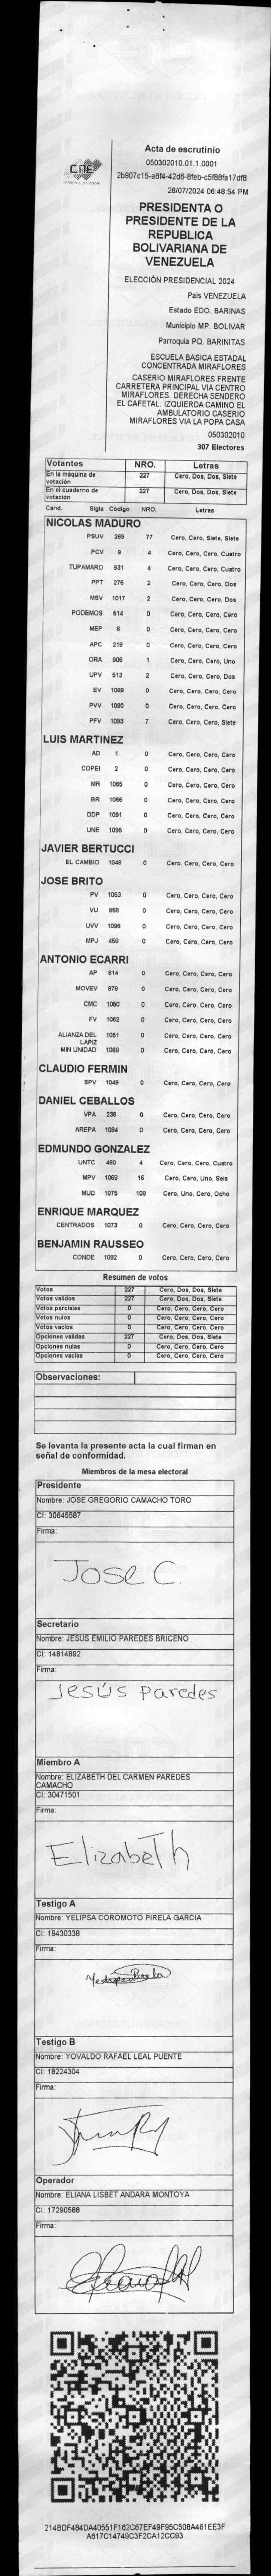 CNE
Acta de escrutinio
050302010.01.1.0001
2b907c15-a6f4-42d6-8feb-c5f88fa17df8
28/07/2024 06:48:54 PM
PRESIDENTA O
PRESIDENTE DE LA
REPUBLICA
BOLIVARIANA DE
VENEZUELA
ELECCIÓN PRESIDENCIAL 2024
Pais VENEZUELA
Estado EDO. BARINAS
Municipio MP. BOLIVAR
Parroquia PQ. BARINITAS
ESCUELA BASICA ESTADAL
CONCENTRADA MIRAFLORES
CASERIO MIRAFLORES FRENTE
CARRETERA PRINCIPAL VIA CENTRO
MIRAFLORES. DERECHA SENDERO
EL CAFETAL. IZQUIERDA CAMINO EL
AMBULATORIO CASERIO
MIRAFLORES VIA LA POPA CASA
050302010
307 Electores
Votantes NRO. Letras
En la máquina de votación 227 Cero, Dos, Dos, Siete
En el cuaderno de votación 227 Cero, Dos, Dos, Siete
Cand. Sigla Código NRO. Letras
NICOLAS MADURO
PSUV 269 77 Cero, Cero, Siete, Siete
PCV 9 4 Cero, Cero, Cero, Cuatro
TUPAMARO 931 4 Cero, Cero, Cero, Cuatro
PPT 276 2 Cero, Cero, Cero, Dos
MSV 1017 2 Cero, Cero, Cero, Dos
PODEMOS 514 0 Cero, Cero, Cero, Cero
MEP 6 0 Cero, Cero, Cero, Cero
APC 219 0 Cero, Cero, Cero, Cero
ORA 906 1 Cero, Cero, Cero, Uno
UPV 513 2 Cero, Cero, Cero, Dos
EV 1089 0 Cero, Cero, Cero, Cero
PVV 1090 0 Cero, Cero, Cero, Cero
PFV 1093 7 Cero, Cero, Cero, Siete
LUIS MARTINEZ
AD 1 0 Cero, Cero, Cero, Cero
COPEI 2 0 Cero, Cero, Cero, Cero
MR 1065 0 Cero, Cero, Cero, Cero
BR 1066 0 Cero, Cero, Cero, Cero
DDP 1091 0 Cero, Cero, Cero, Cero
UNE 1095 0 Cero, Cero, Cero, Cero
JAVIER BERTUCCI
EL CAMBIO 1048 0 Cero, Cero, Cero, Cero
JOSE BRITO
PV 1053 0 Cero, Cero, Cero, Cero
VU 868 0 Cero, Cero, Cero, Cero
UVV 1096 0 Cero, Cero, Cero, Cero
MPJ 459 0 Cero, Cero, Cero, Cero
ANTONIO ECARRI
AP 814 0 Cero, Cero, Cero, Cero
MOVEV 879 0 Cero, Cero, Cero, Cero
CMC 1050 0 Cero, Cero, Cero, Cero
FV 1062 0 Cero, Cero, Cero, Cero
ALIANZA DEL LAPIZ 1051 0 Cero, Cero, Cero, Cero
MIN UNIDAD 1068 0 Cero, Cero, Cero, Cero
CLAUDIO FERMIN
SPV 1049 0 Cero, Cero, Cero, Cero
DANIEL CEBALLOS
VPA 236 0 Cero, Cero, Cero, Cero
AREPA 1094 0 Cero, Cero, Cero, Cero
EDMUNDO GONZALEZ
UNTC 460 4 Cero, Cero, Cero, Cuatro
MPV 1069 16 Cero, Cero, Uno, Seis
MUD 1075 108 Cero, Uno, Cero, Ocho
ENRIQUE MARQUEZ
CENTRADOS 1073 0 Cero, Cero, Cero, Cero
BENJAMIN RAUSSEO
CONDE 1092 0 Cero, Cero, Cero, Cero
Resumen de votos
Votos 227 Cero, Dos, Dos, Siete
Votos validos 227 Cero, Dos, Dos, Siete
Votos parciales 0 Cero, Cero, Cero, Cero
Votos nulos 0 Cero, Cero, Cero, Cero
Votos vacios 0 Cero, Cero, Cero, Cero
Opciones validas 227 Cero, Dos, Dos, Siete
Opciones nulas 0 Cero, Cero, Cero, Cero
Opciones vacias 0 Cero, Cero, Cero, Cero
Observaciones:
Se levanta la presente acta la cual firman en
señal de conformidad.
Miembros de la mesa electoral
Presidente
Nombre: JOSE GREGORIO CAMACHO TORO
CI: 30645587
Firma:
Jose C.
Secretario
Nombre: JESUS EMILIO PAREDES BRICEÑO
CI: 14814892
Firma:
Jesús Paredes
Miembro A
Nombre: ELIZABETH DEL CARMEN PAREDES
CAMACHO
CI: 30471501
Firma:
Elizabeth
Testigo A
Nombre: YELIPSA COROMOTO PIRELA GARCIA
CI: 19430338
Firma:
Testigo B
Nombre: YOVALDO RAFAEL LEAL PUENTE
CI: 18224304
Firma:
Operador
Nombre: ELIANA LISBET ANDARA MONTOYA
CI: 17290588
Firma:
214BDF484DA40551F162C67EF49F95C508A461EE3F
A617C14749C3F2CA12CC93